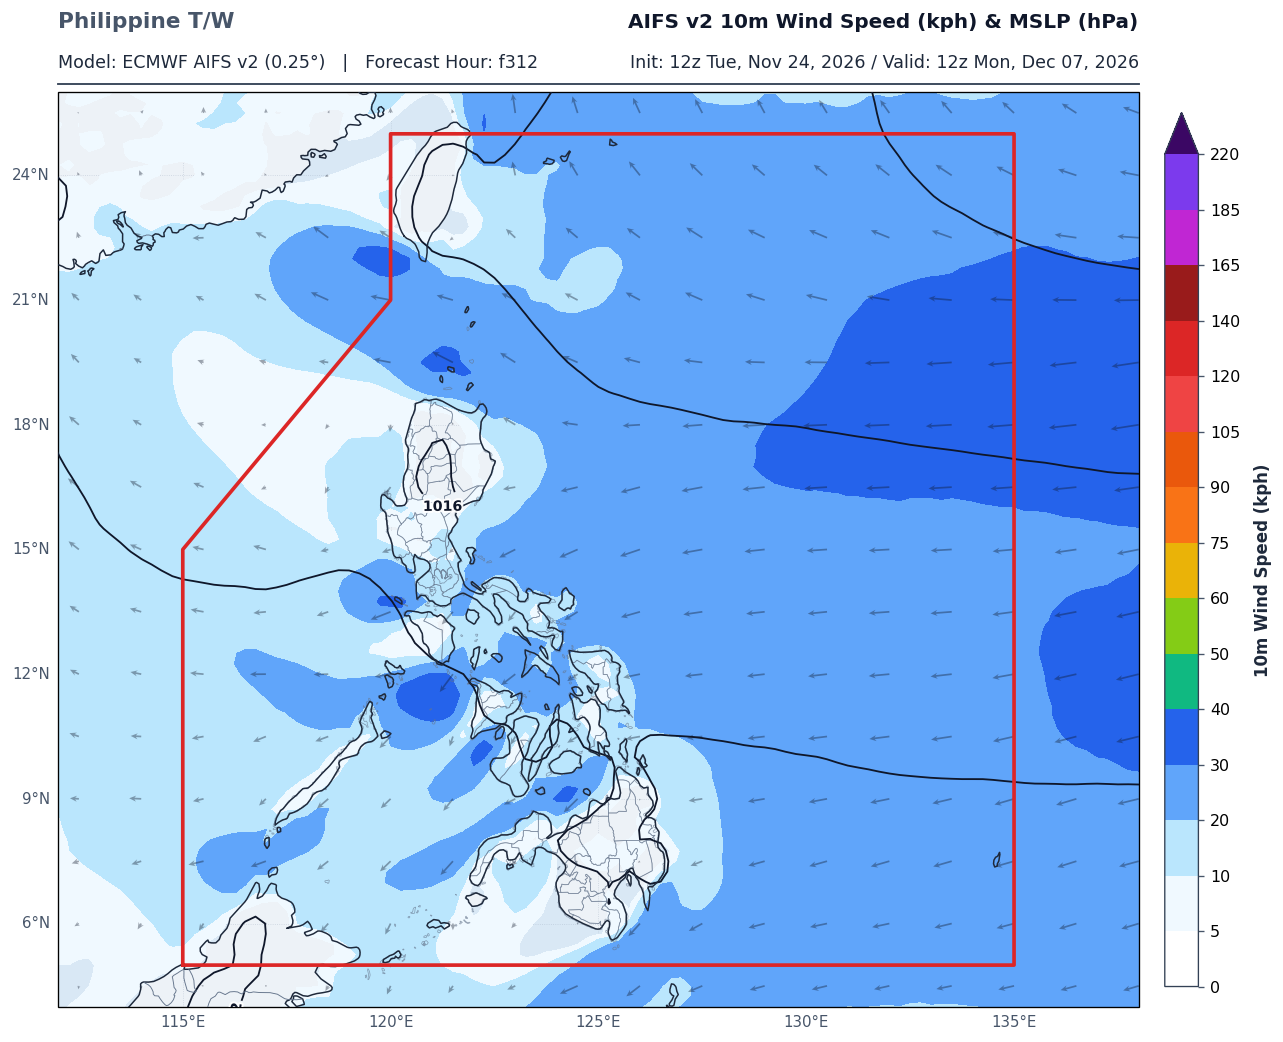 Philippine T/W
AIFS v2 10m Wind Speed (kph) & MSLP (hPa)
Model: ECMWF AIFS v2 (0.25°) | Forecast Hour: f312
Init: 12z Tue, Nov 24, 2026 / Valid: 12z Mon, Dec 07, 2026
24°N
21°N
18°N
15°N
12°N
9°N
6°N
1016
115°E
120°E
125°E
130°E
135°E
220
185
165
140
120
105
90
75
60
50
40
30
20
10
5
0
10m Wind Speed (kph)